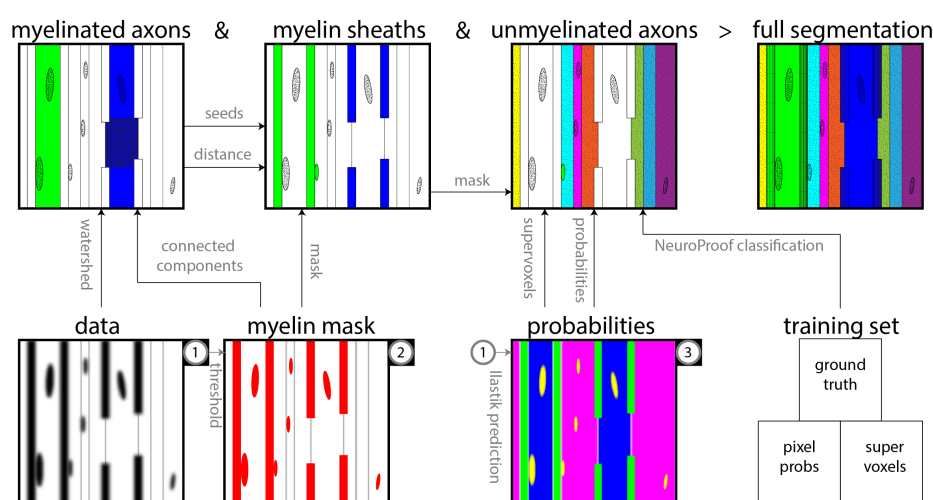 myelinated axons & myelin sheaths & unmyelinated axons > full segmentation
seeds
distance
mask
watershed
connected
components
mask
supervoxels
probabilities
NeuroProof classification
data
myelin mask
probabilities
training set
1
threshold
2
1
Ilastik prediction
3
ground
truth
pixel
probs
super
voxels